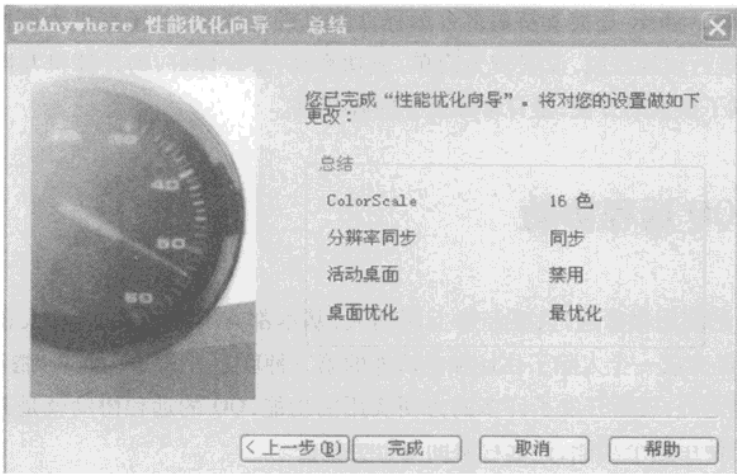 pcAnywhere 性能优化向导 - 总结
您已完成“性能优化向导”。将对您的设置做如下
更改：
总结
ColorScale 16 色
分辨率同步 同步
活动桌面 禁用
桌面优化 最优化
40
50
60
< 上一步(B) 完成 取消 帮助